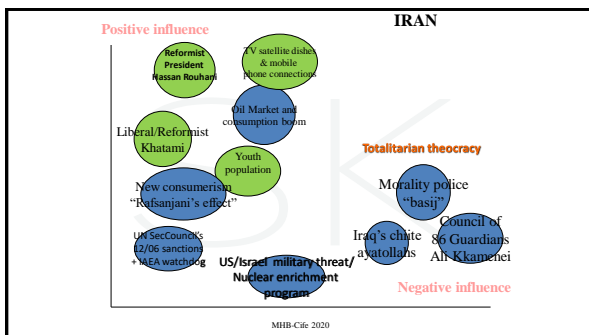 IRAN
Positive influence
Reformist
President
Hassan Rouhani
TV satellite dishes
& mobile
phone connections
Oil Market and
consumption boom
Liberal/Reformist
Khatami
Youth
population
Totalitarian theocracy
New consumerism
“Rafsanjani’s effect”
Morality police
“basij”
Council of
86 Guardians
Ali Kkamenei
Iraq’s chiite
ayatollahs
UN SecCouncil’s
12/06 sanctions
+ IAEA watchdog
US/Israel military threat/
Nuclear enrichment
program
Negative influence
MHB-Cife 2020
SK